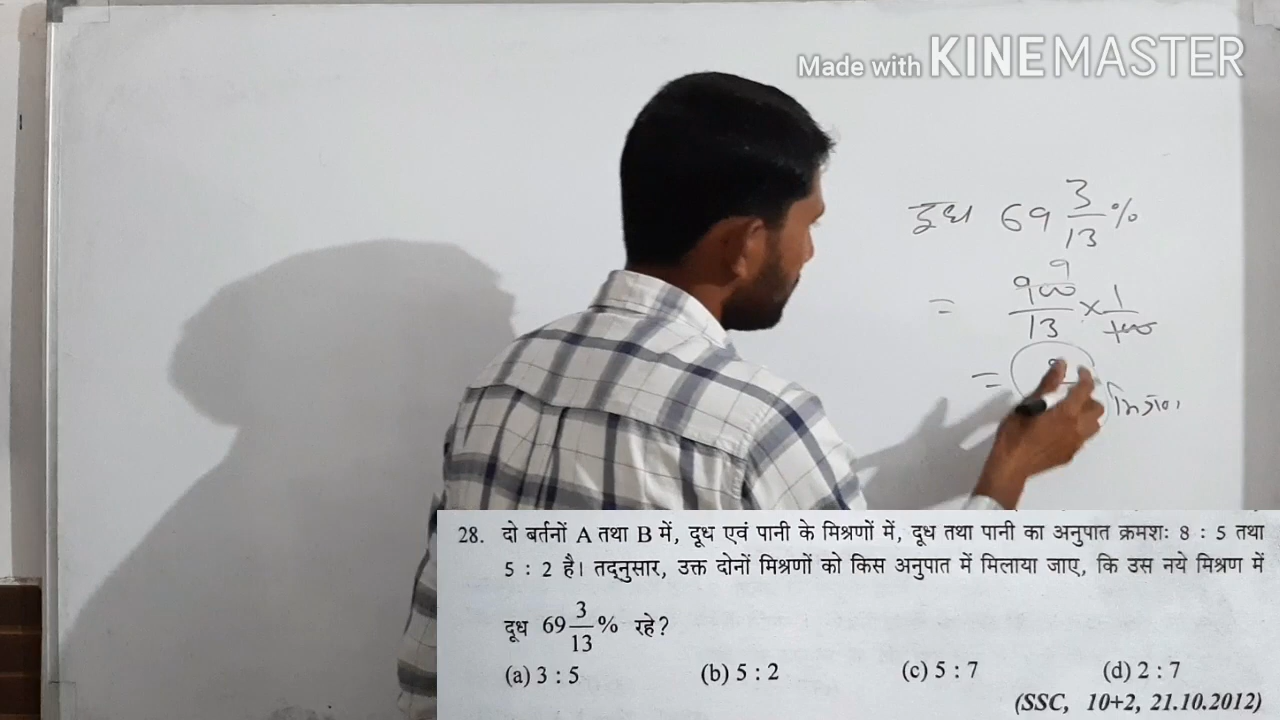 Made with KINEMASTER
दूध 69 3/13 %
= 900/13 × 1/100 9
=
28. दो बर्तनों A तथा B में, दूध एवं पानी के मिश्रणों में, दूध तथा पानी का अनुपात क्रमशः 8 : 5 तथा
5 : 2 है। तद्नुसार, उक्त दोनों मिश्रणों को किस अनुपात में मिलाया जाए, कि उस नये मिश्रण में
दूध 69 3/13 % रहे?
(a) 3 : 5 (b) 5 : 2 (c) 5 : 7 (d) 2 : 7
(SSC, 10+2, 21.10.2012)